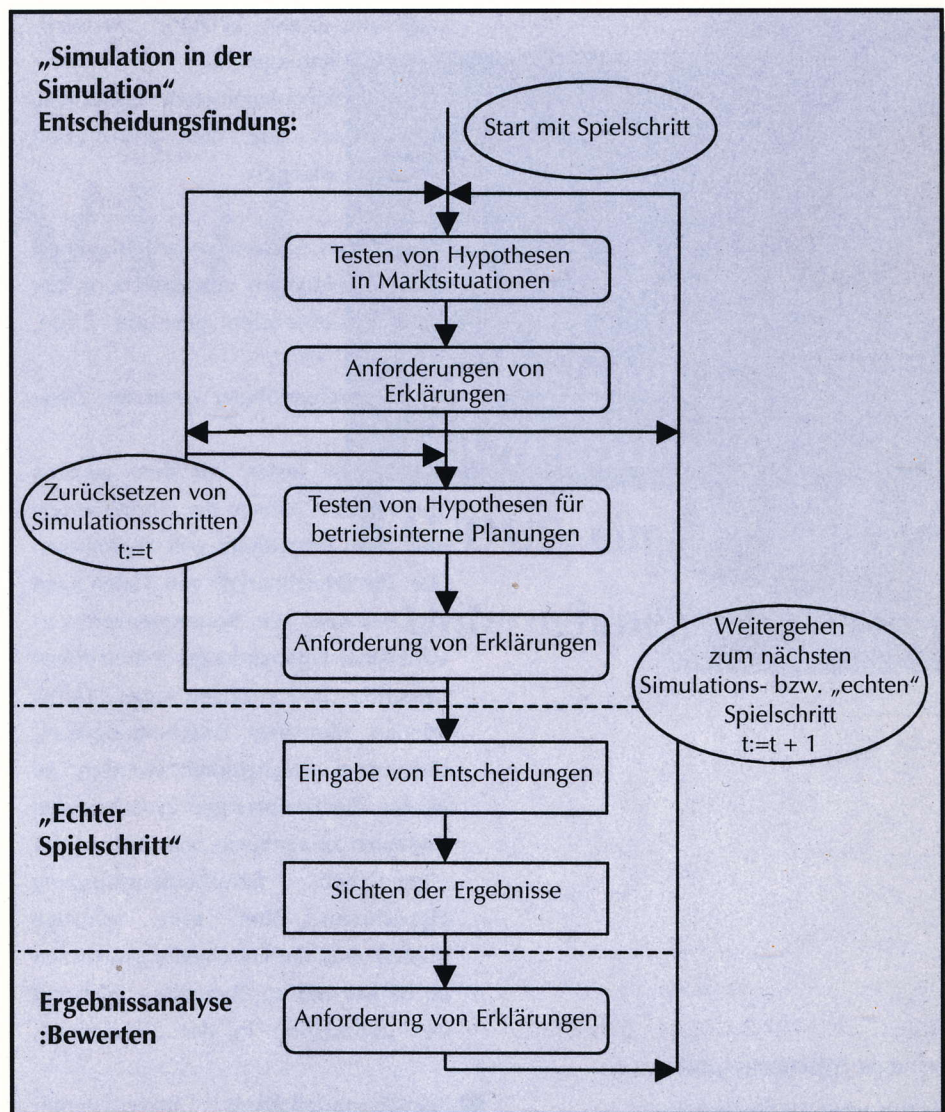 „Simulation in der
Simulation“
Entscheidungsfindung:
Start mit Spielschritt
Testen von Hypothesen
in Marktsituationen
Anforderungen von
Erklärungen
Zurücksetzen von
Simulationsschritten
t:=t
Testen von Hypothesen für
betriebsinterne Planungen
Anforderung von Erklärungen
Weitergehen
zum nächsten
Simulations- bzw. „echten“
Spielschritt
t:=t + 1
Eingabe von Entscheidungen
„Echter
Spielschritt“
Sichten der Ergebnisse
Ergebnissanalyse
:Bewerten
Anforderung von Erklärungen